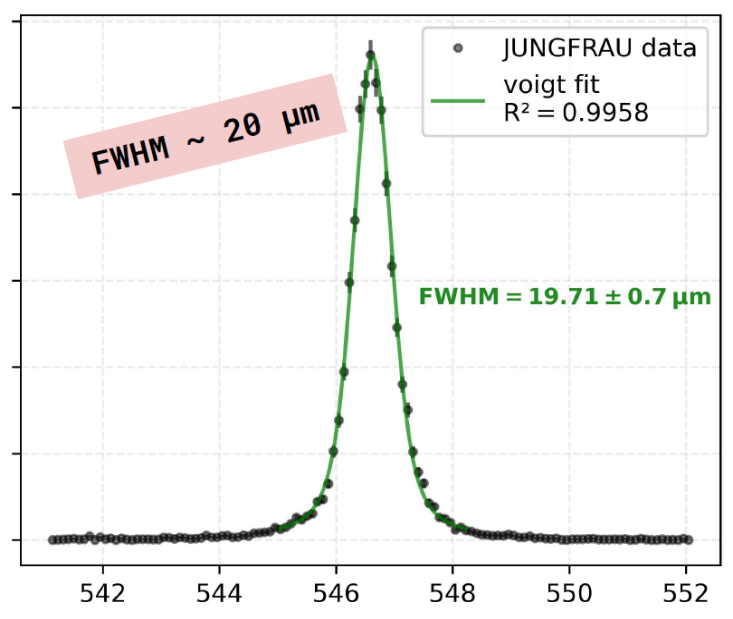 JUNGFRAU data
voigt fit
R² = 0.9958
FWHM ~ 20 μm
FWHM = 19.71 ± 0.7 μm
542 544 546 548 550 552